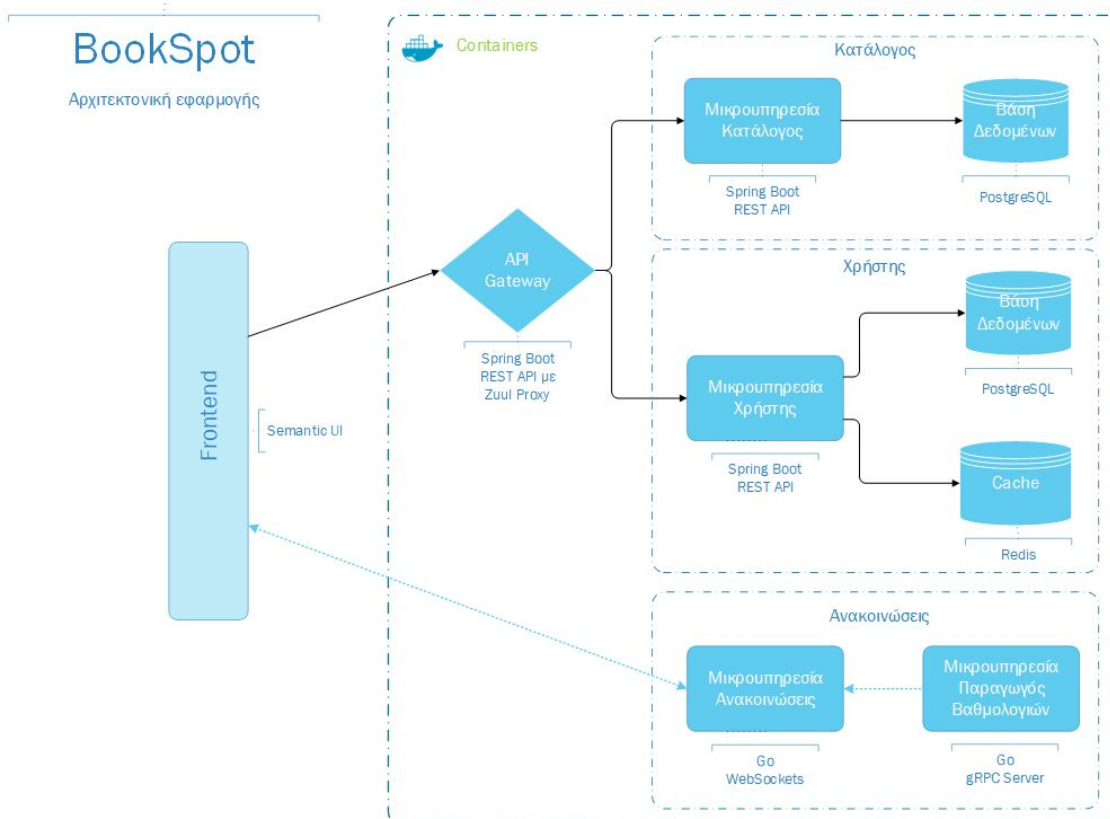 BookSpot
Αρχιτεκτονική εφαρμογής
Containers
Κατάλογος
Μικρουπηρεσία
Κατάλογος
Βάση
Δεδομένων
Spring Boot
REST API
PostgreSQL
API
Gateway
Spring Boot
REST API με
Zuul Proxy
Χρήστης
Βάση
Δεδομένων
PostgreSQL
Μικρουπηρεσία
Χρήστης
Spring Boot
REST API
Cache
Redis
Frontend
Semantic UI
Ανακοινώσεις
Μικρουπηρεσία
Ανακοινώσεις
Μικρουπηρεσία
Παραγωγός
Βαθμολογιών
Go
WebSockets
Go
gRPC Server